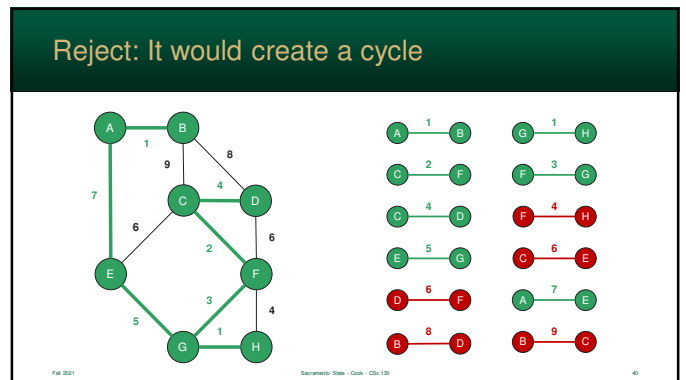 Reject: It would create a cycle
A B
1
9 8
7 4
C D
6 6
2
E F
3
5 4
1
G H
1 1
A B G H
2 3
C F F G
4 4
C D F H
5 6
E G C E
6 7
D F A E
8 9
B D B C
Fall 2021 Sacramento State - Cook - CSc 130 40